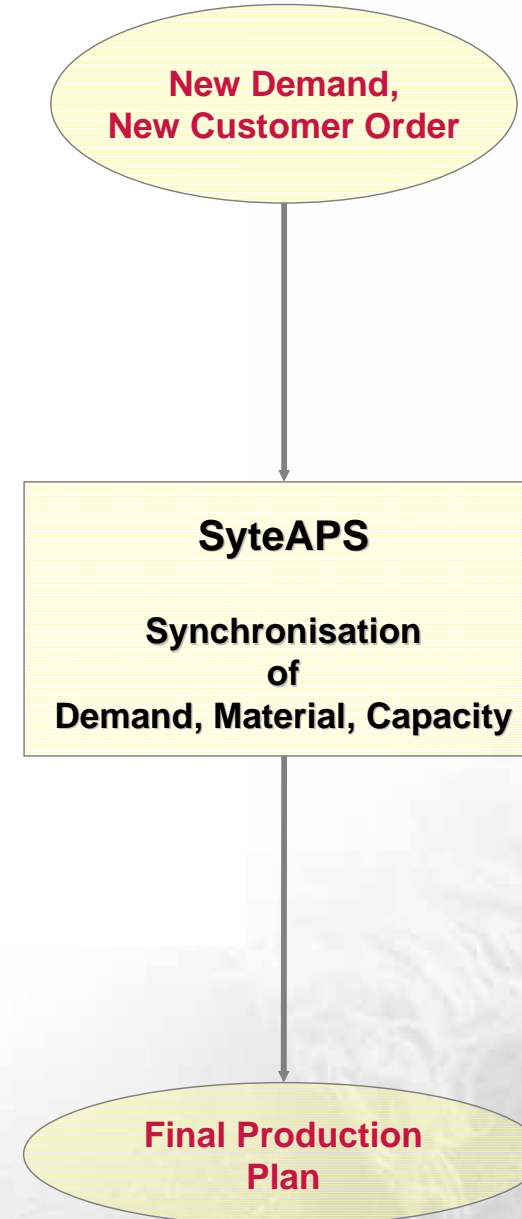 New Demand,
New Customer Order
SyteAPS
Synchronisation
of
Demand, Material, Capacity
Final Production
Plan